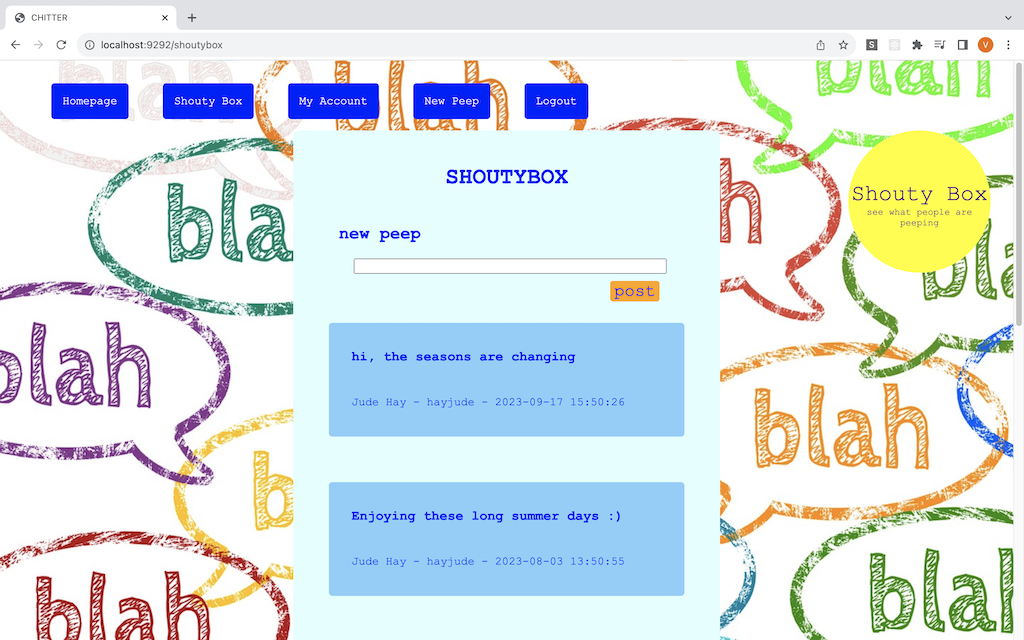 CHITTER
localhost:9292/shoutybox
S
V
blah
blah
blah
Homepage
Shouty Box
My Account
New Peep
Logout
SHOUTYBOX
Shouty Box
see what people are
peeping
blah
new peep
post
blah
hi, the seasons are changing
Jude Hay - hayjude - 2023-09-17 15:50:26
blah
Enjoying these long summer days :)
Jude Hay - hayjude - 2023-08-03 13:50:55
blah